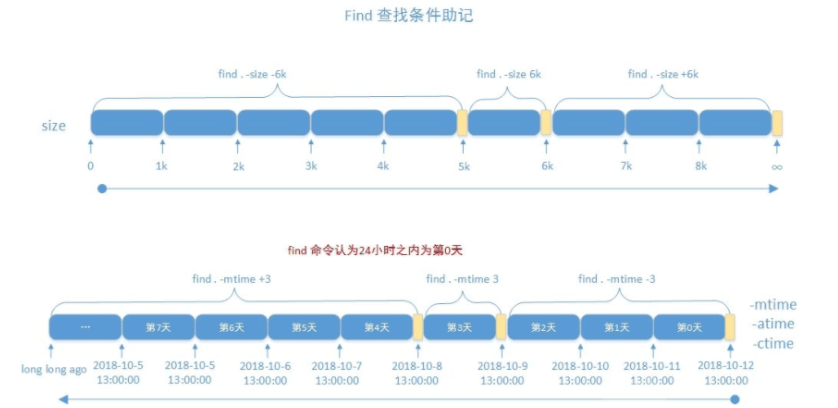 Find 查找条件助记
find . -size -6k
find . -size 6k
find . -size +6k
size
0
1k
2k
3k
4k
5k
6k
7k
8k
∞
find 命令认为24小时之内为第0天
find . -mtime +3
find . -mtime 3
find . -mtime -3
...
第7天
第6天
第5天
第4天
第3天
第2天
第1天
第0天
-mtime
-atime
-ctime
long long ago
2018-10-5
13:00:00
2018-10-5
13:00:00
2018-10-6
13:00:00
2018-10-7
13:00:00
2018-10-8
13:00:00
2018-10-9
13:00:00
2018-10-10
13:00:00
2018-10-11
13:00:00
2018-10-12
13:00:00